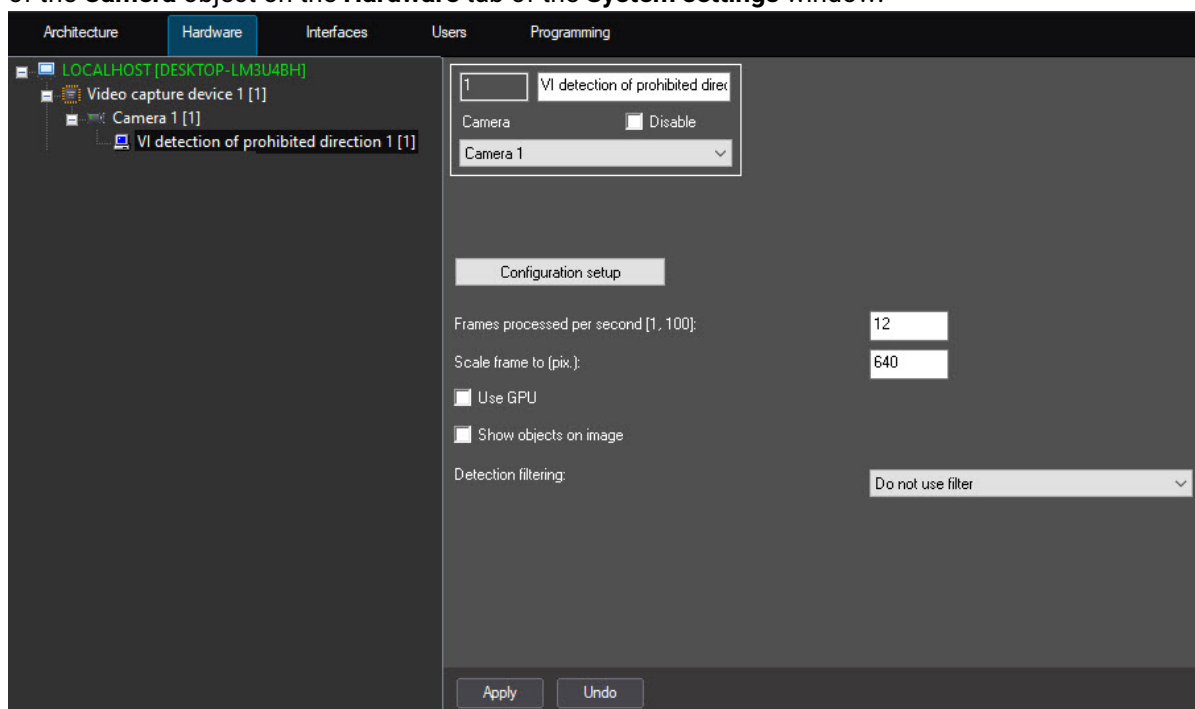 of the Camera object on the Hardware tab of the System settings window.
Architecture Hardware Interfaces Users Programming
LOCALHOST [DESKTOP-LM3U4BH]
Video capture device 1 [1]
Camera 1 [1]
VI detection of prohibited direction 1 [1]
1 VI detection of prohibited direc
Camera Disable
Camera 1
Configuration setup
Frames processed per second [1, 100]: 12
Scale frame to (pix.): 640
Use GPU
Show objects on image
Detection filtering: Do not use filter
Apply Undo